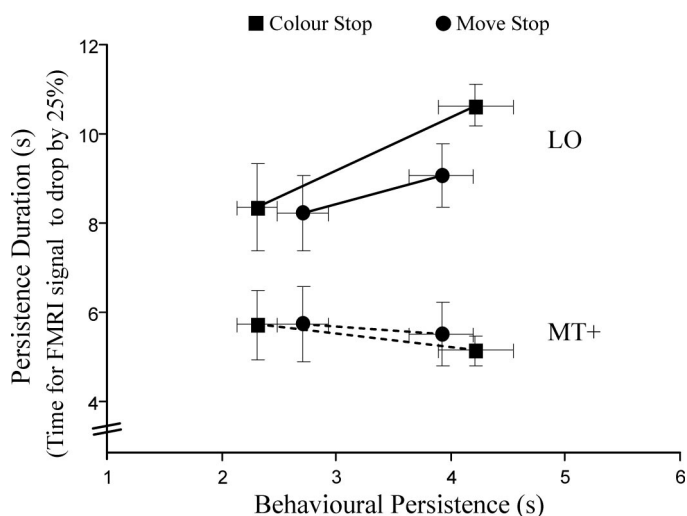 Colour Stop Move Stop
12
10
8
6
4
LO
MT+
Persistence Duration (s)
(Time for FMRI signal to drop by 25%)
1 2 3 4 5 6
Behavioural Persistence (s)